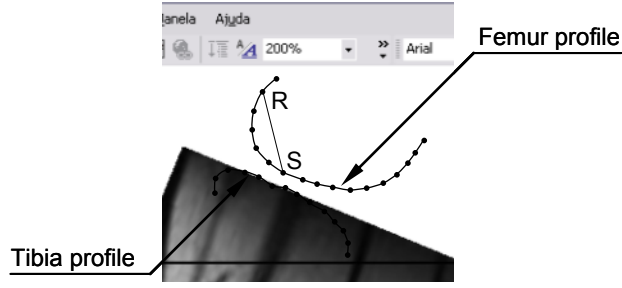 Janela Ajuda
200% Arial
Femur profile
R
S
Tibia profile